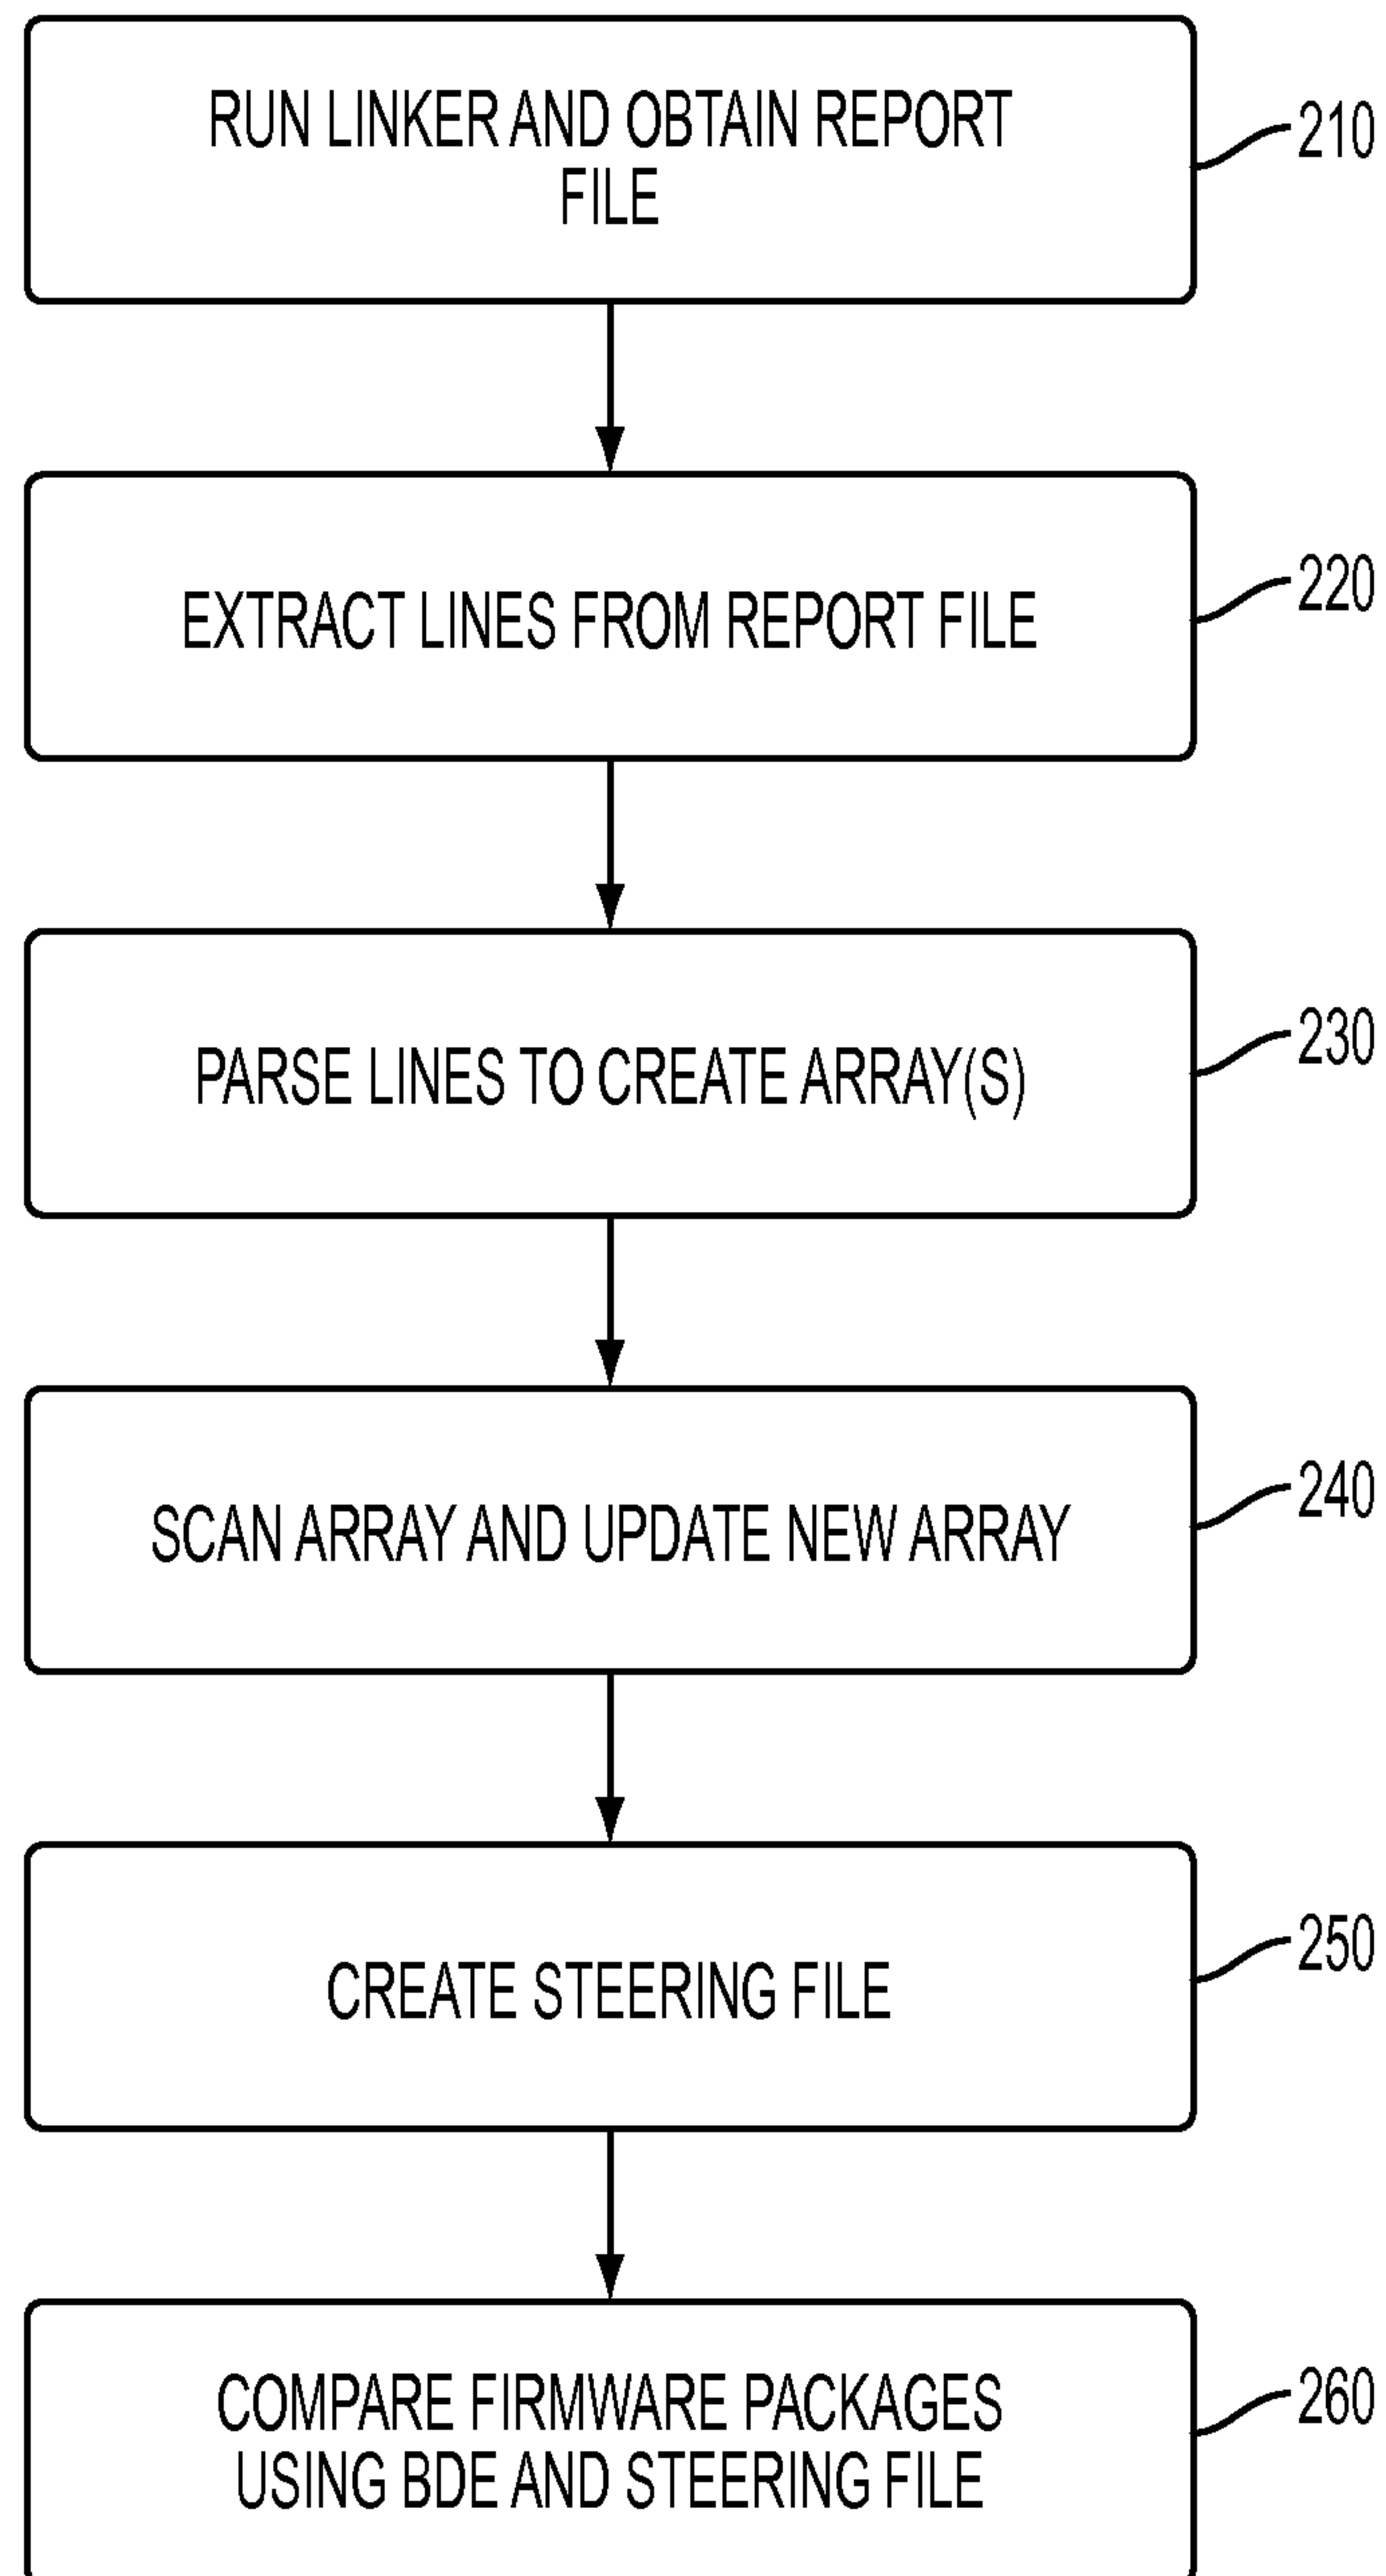 RUN LINKER AND OBTAIN REPORT
FILE
210
EXTRACT LINES FROM REPORT FILE
220
PARSE LINES TO CREATE ARRAY(S)
230
SCAN ARRAY AND UPDATE NEW ARRAY
240
CREATE STEERING FILE
250
COMPARE FIRMWARE PACKAGES
USING BDE AND STEERING FILE
260